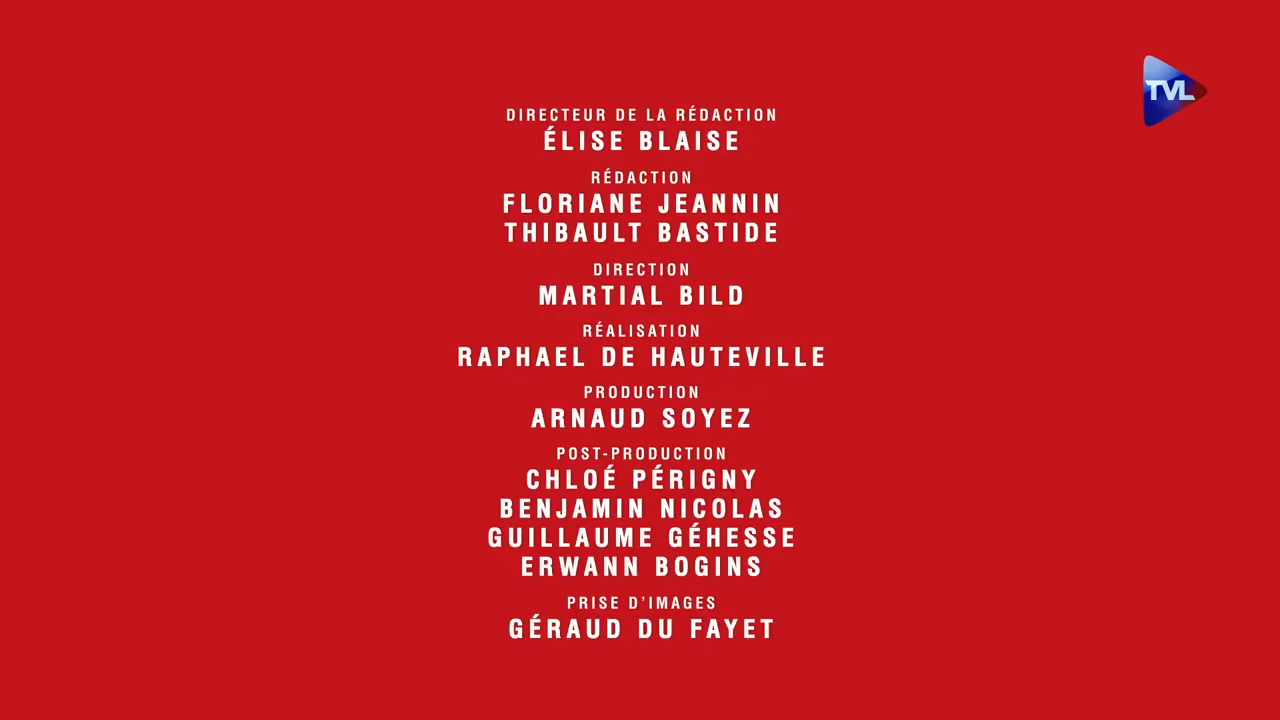 TVL
DIRECTEUR DE LA RÉDACTION
ÉLISE BLAISE
RÉDACTION
FLORIANE JEANNIN
THIBAULT BASTIDE
DIRECTION
MARTIAL BILD
RÉALISATION
RAPHAEL DE HAUTEVILLE
PRODUCTION
ARNAUD SOYEZ
POST-PRODUCTION
CHLOÉ PÉRIGNY
BENJAMIN NICOLAS
GUILLAUME GÉHESSE
ERWANN BOGINS
PRISE D'IMAGES
GÉRAUD DU FAYET